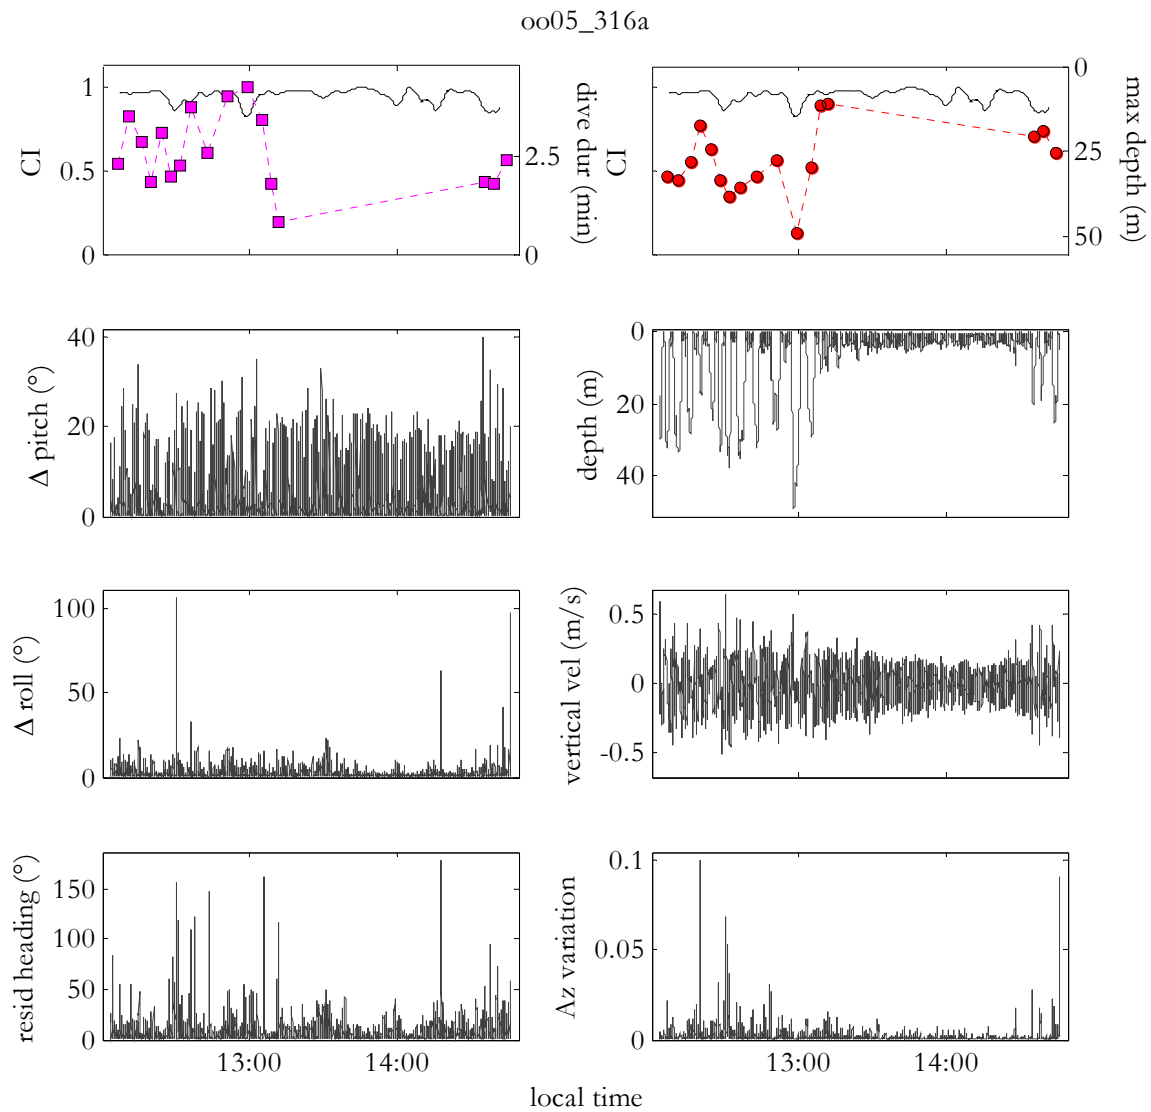 oo05_316a
1
0.5
0
CI
2.5
0
dive dur (min)
CI
0
25
50
max depth (m)
40
20
0
Δ pitch (°)
0
20
40
depth (m)
100
50
0
Δ roll (°)
0.5
0
-0.5
vertical vel (m/s)
150
100
50
0
resid heading (°)
13:00
14:00
0.1
0.05
0
Az variation
13:00
14:00
local time